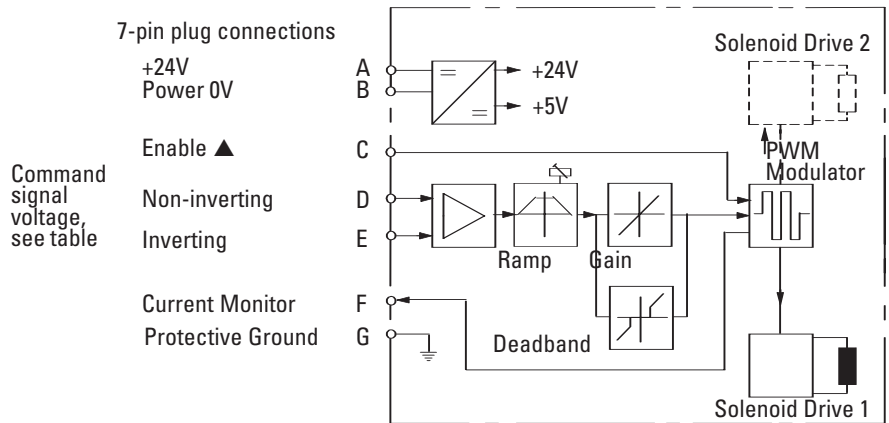 7-pin plug connections
+24V
Power 0V
A
B
+24V
+5V
Solenoid Drive 2
Enable ▲
C
PWM
Modulator
Command
signal
voltage,
see table
Non-inverting
D
Inverting
E
Ramp
Gain
Current Monitor
F
Protective Ground
G
Deadband
Solenoid Drive 1